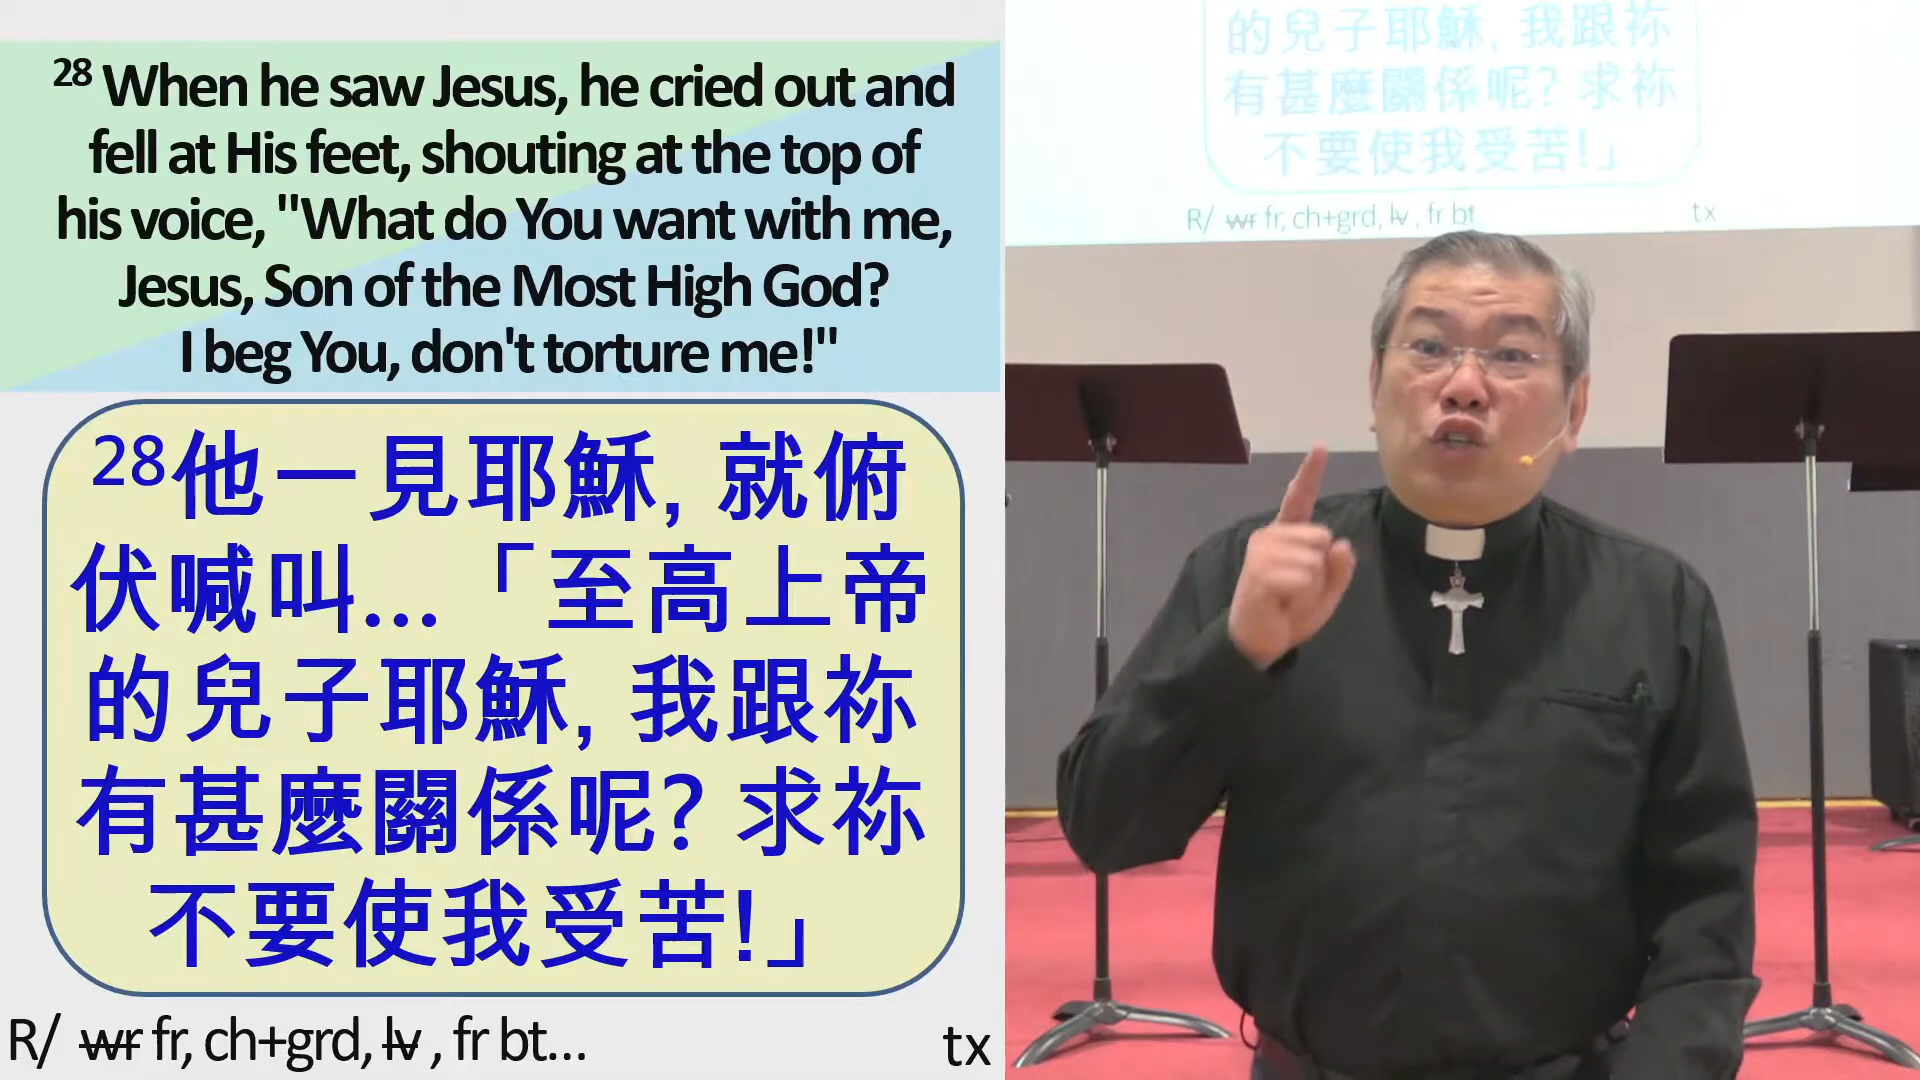 28 When he saw Jesus, he cried out and
fell at His feet, shouting at the top of
his voice, "What do You want with me,
Jesus, Son of the Most High God?
I beg You, don't torture me!"
28他一見耶穌, 就俯
伏喊叫…「至高上帝
的兒子耶穌, 我跟祢
有甚麼關係呢? 求祢
不要使我受苦!」
R/ wr fr, ch+grd, lv , fr bt...
tx
的兒子耶穌, 我跟祢
有甚麼關係呢? 求祢
不要使我受苦!」
R/ wr fr, ch+grd, lv , fr bt
tx